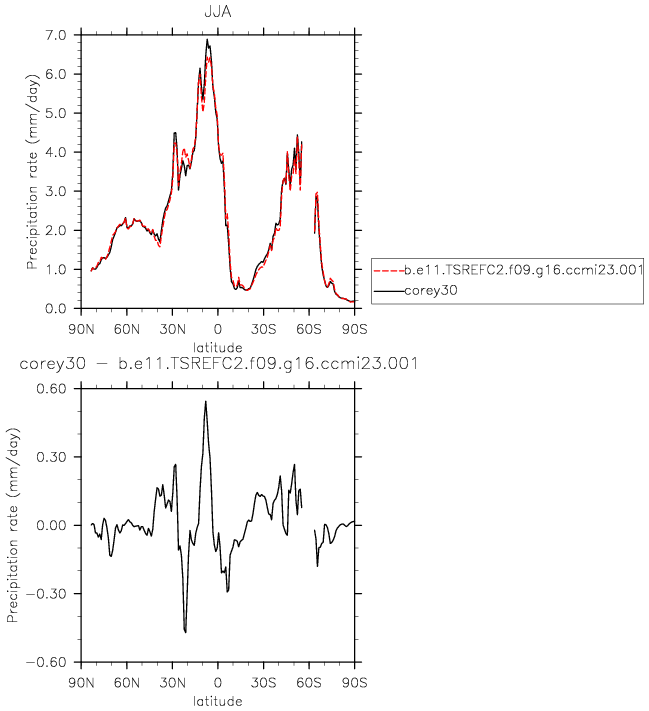 JJA
Precipitation rate (mm/day)
7.0
6.0
5.0
4.0
3.0
2.0
1.0
0.0
90N 60N 30N 0 30S 60S 90S
latitude
b.e11.TSREFC2.f09.g16.ccmi23.001
corey30
corey30 − b.e11.TSREFC2.f09.g16.ccmi23.001
Precipitation rate (mm/day)
0.60
0.30
0.00
−0.30
−0.60
90N 60N 30N 0 30S 60S 90S
latitude